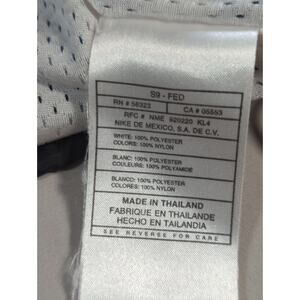 S9 - FED
RN # 56323 CA # 05553
RFC # NME 920220 KL4
NIKE DE MEXICO, S.A. DE C.V.
WHITE: 100% POLYESTER
COLORS: 100% NYLON
BLANC: 100% POLYESTER
COULEURS: 100% POLYAMIDE
BLANCO: 100% POLYESTER
COLORES: 100% NYLON
MADE IN THAILAND
FABRIQUE EN THAILANDE
HECHO EN TAILANDIA
SEE REVERSE FOR CARE